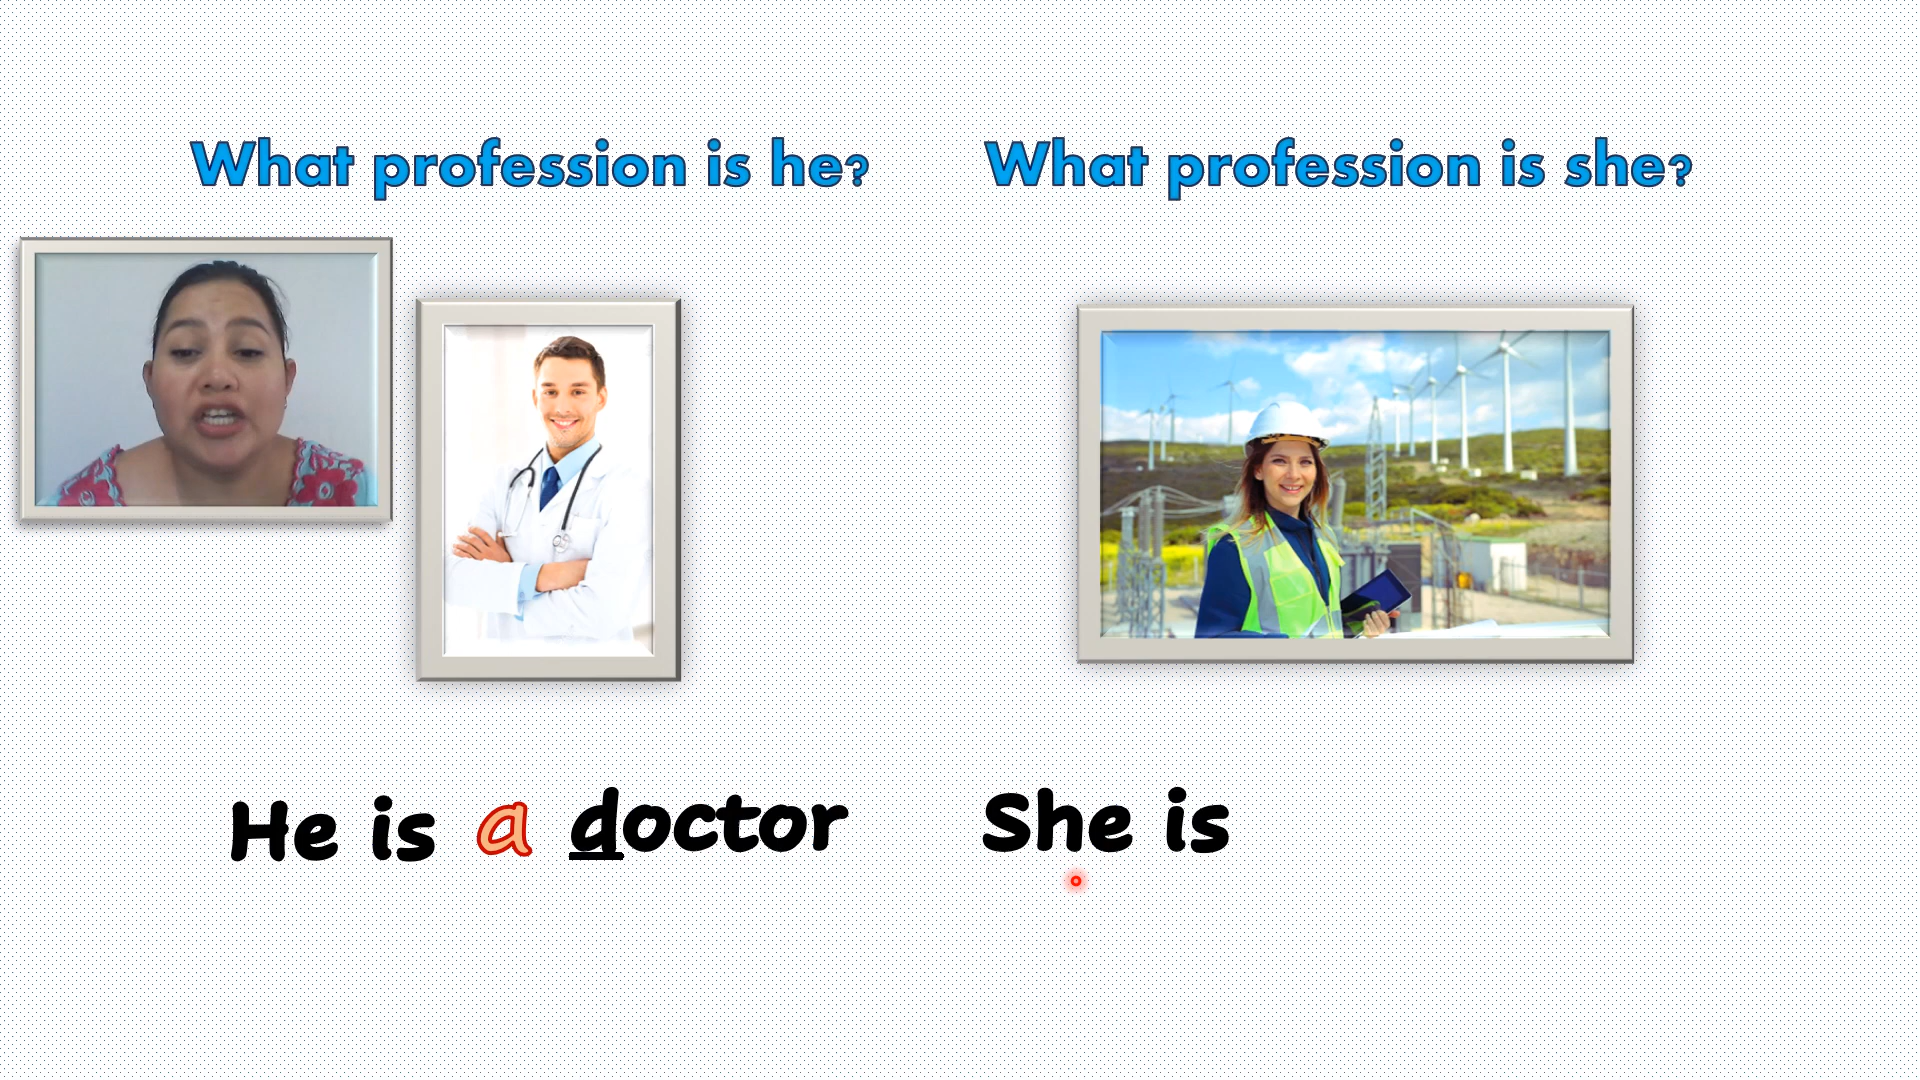 What profession is he?
What profession is she?
He is a doctor
She is